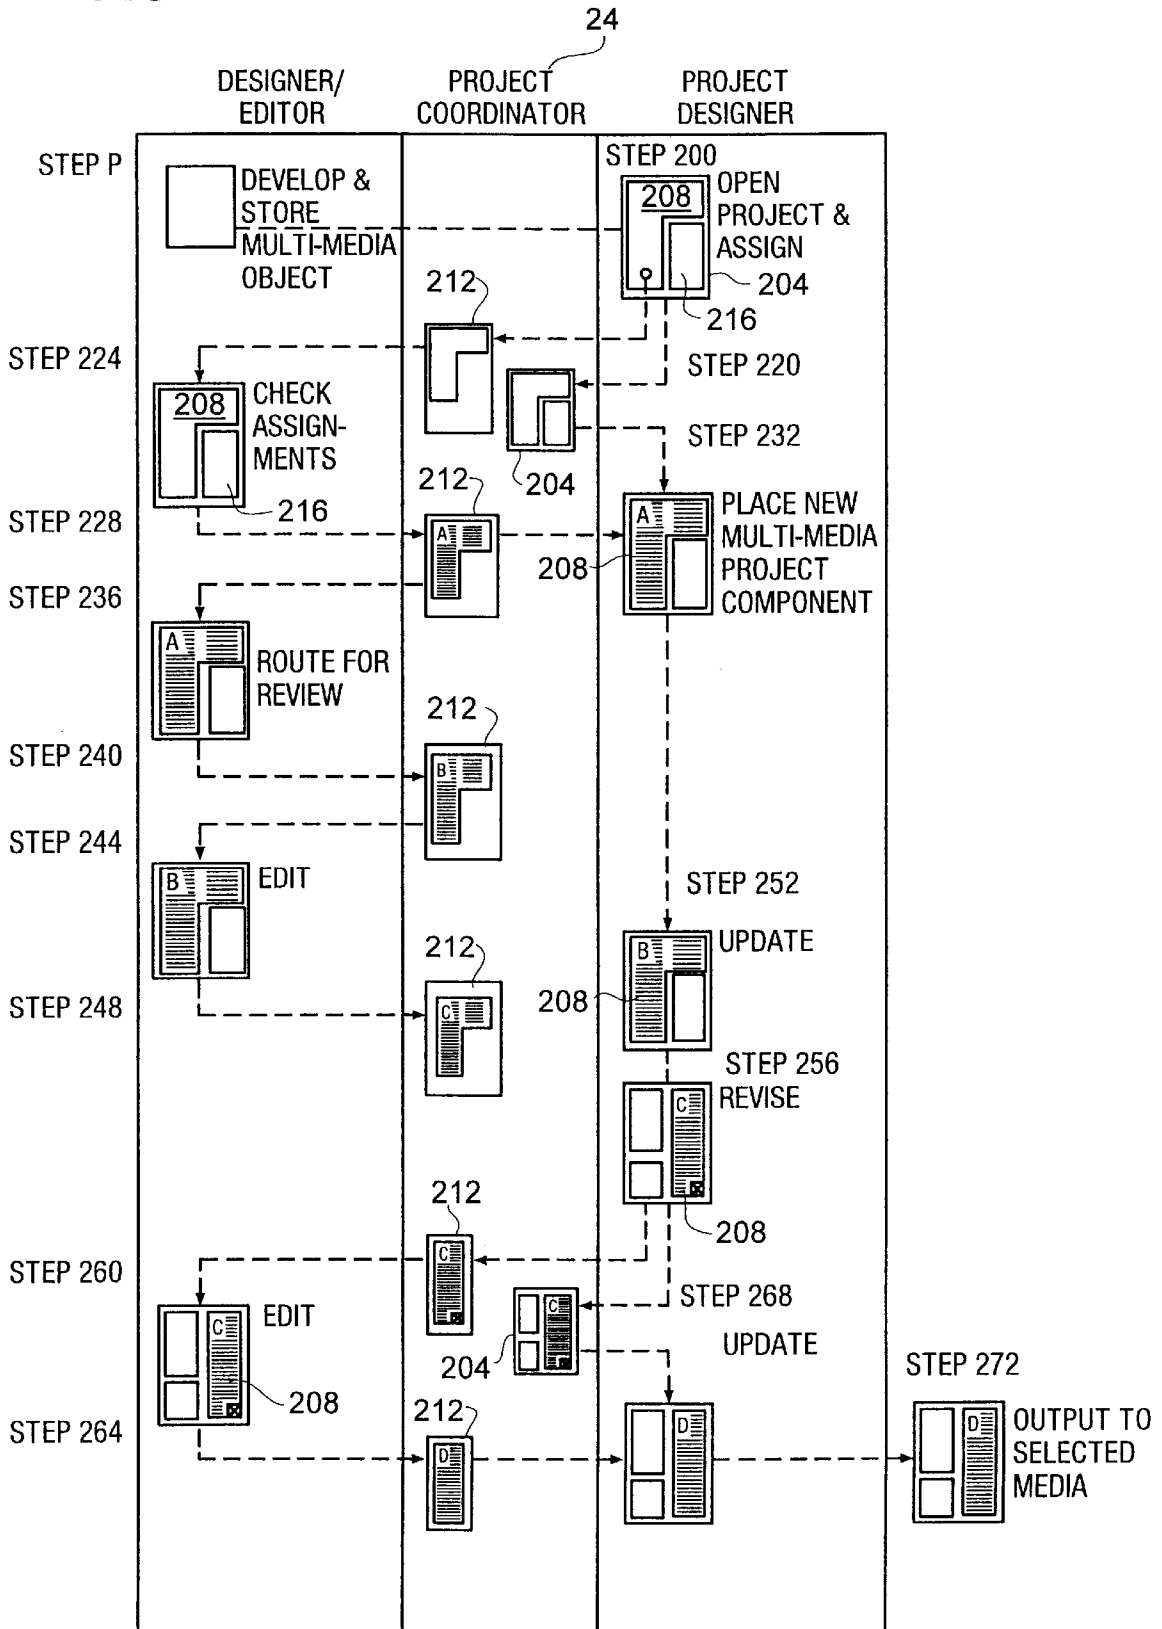 24
DESIGNER/
EDITOR
PROJECT
COORDINATOR
PROJECT
DESIGNER
STEP P
DEVELOP &
STORE
MULTI-MEDIA
OBJECT
STEP 200
208
OPEN
PROJECT &
ASSIGN
204
216
212
STEP 224
STEP 220
208
CHECK
ASSIGN-
MENTS
216
STEP 232
204
212
STEP 228
A
A
208
PLACE NEW
MULTI-MEDIA
PROJECT
COMPONENT
STEP 236
A
ROUTE FOR
REVIEW
212
STEP 240
B
STEP 244
B
EDIT
STEP 252
B
UPDATE
208
212
STEP 248
C
STEP 256
REVISE
C
208
212
STEP 260
C
STEP 268
C
204
UPDATE
EDIT
C
208
STEP 272
212
STEP 264
D
D
D
OUTPUT TO
SELECTED
MEDIA